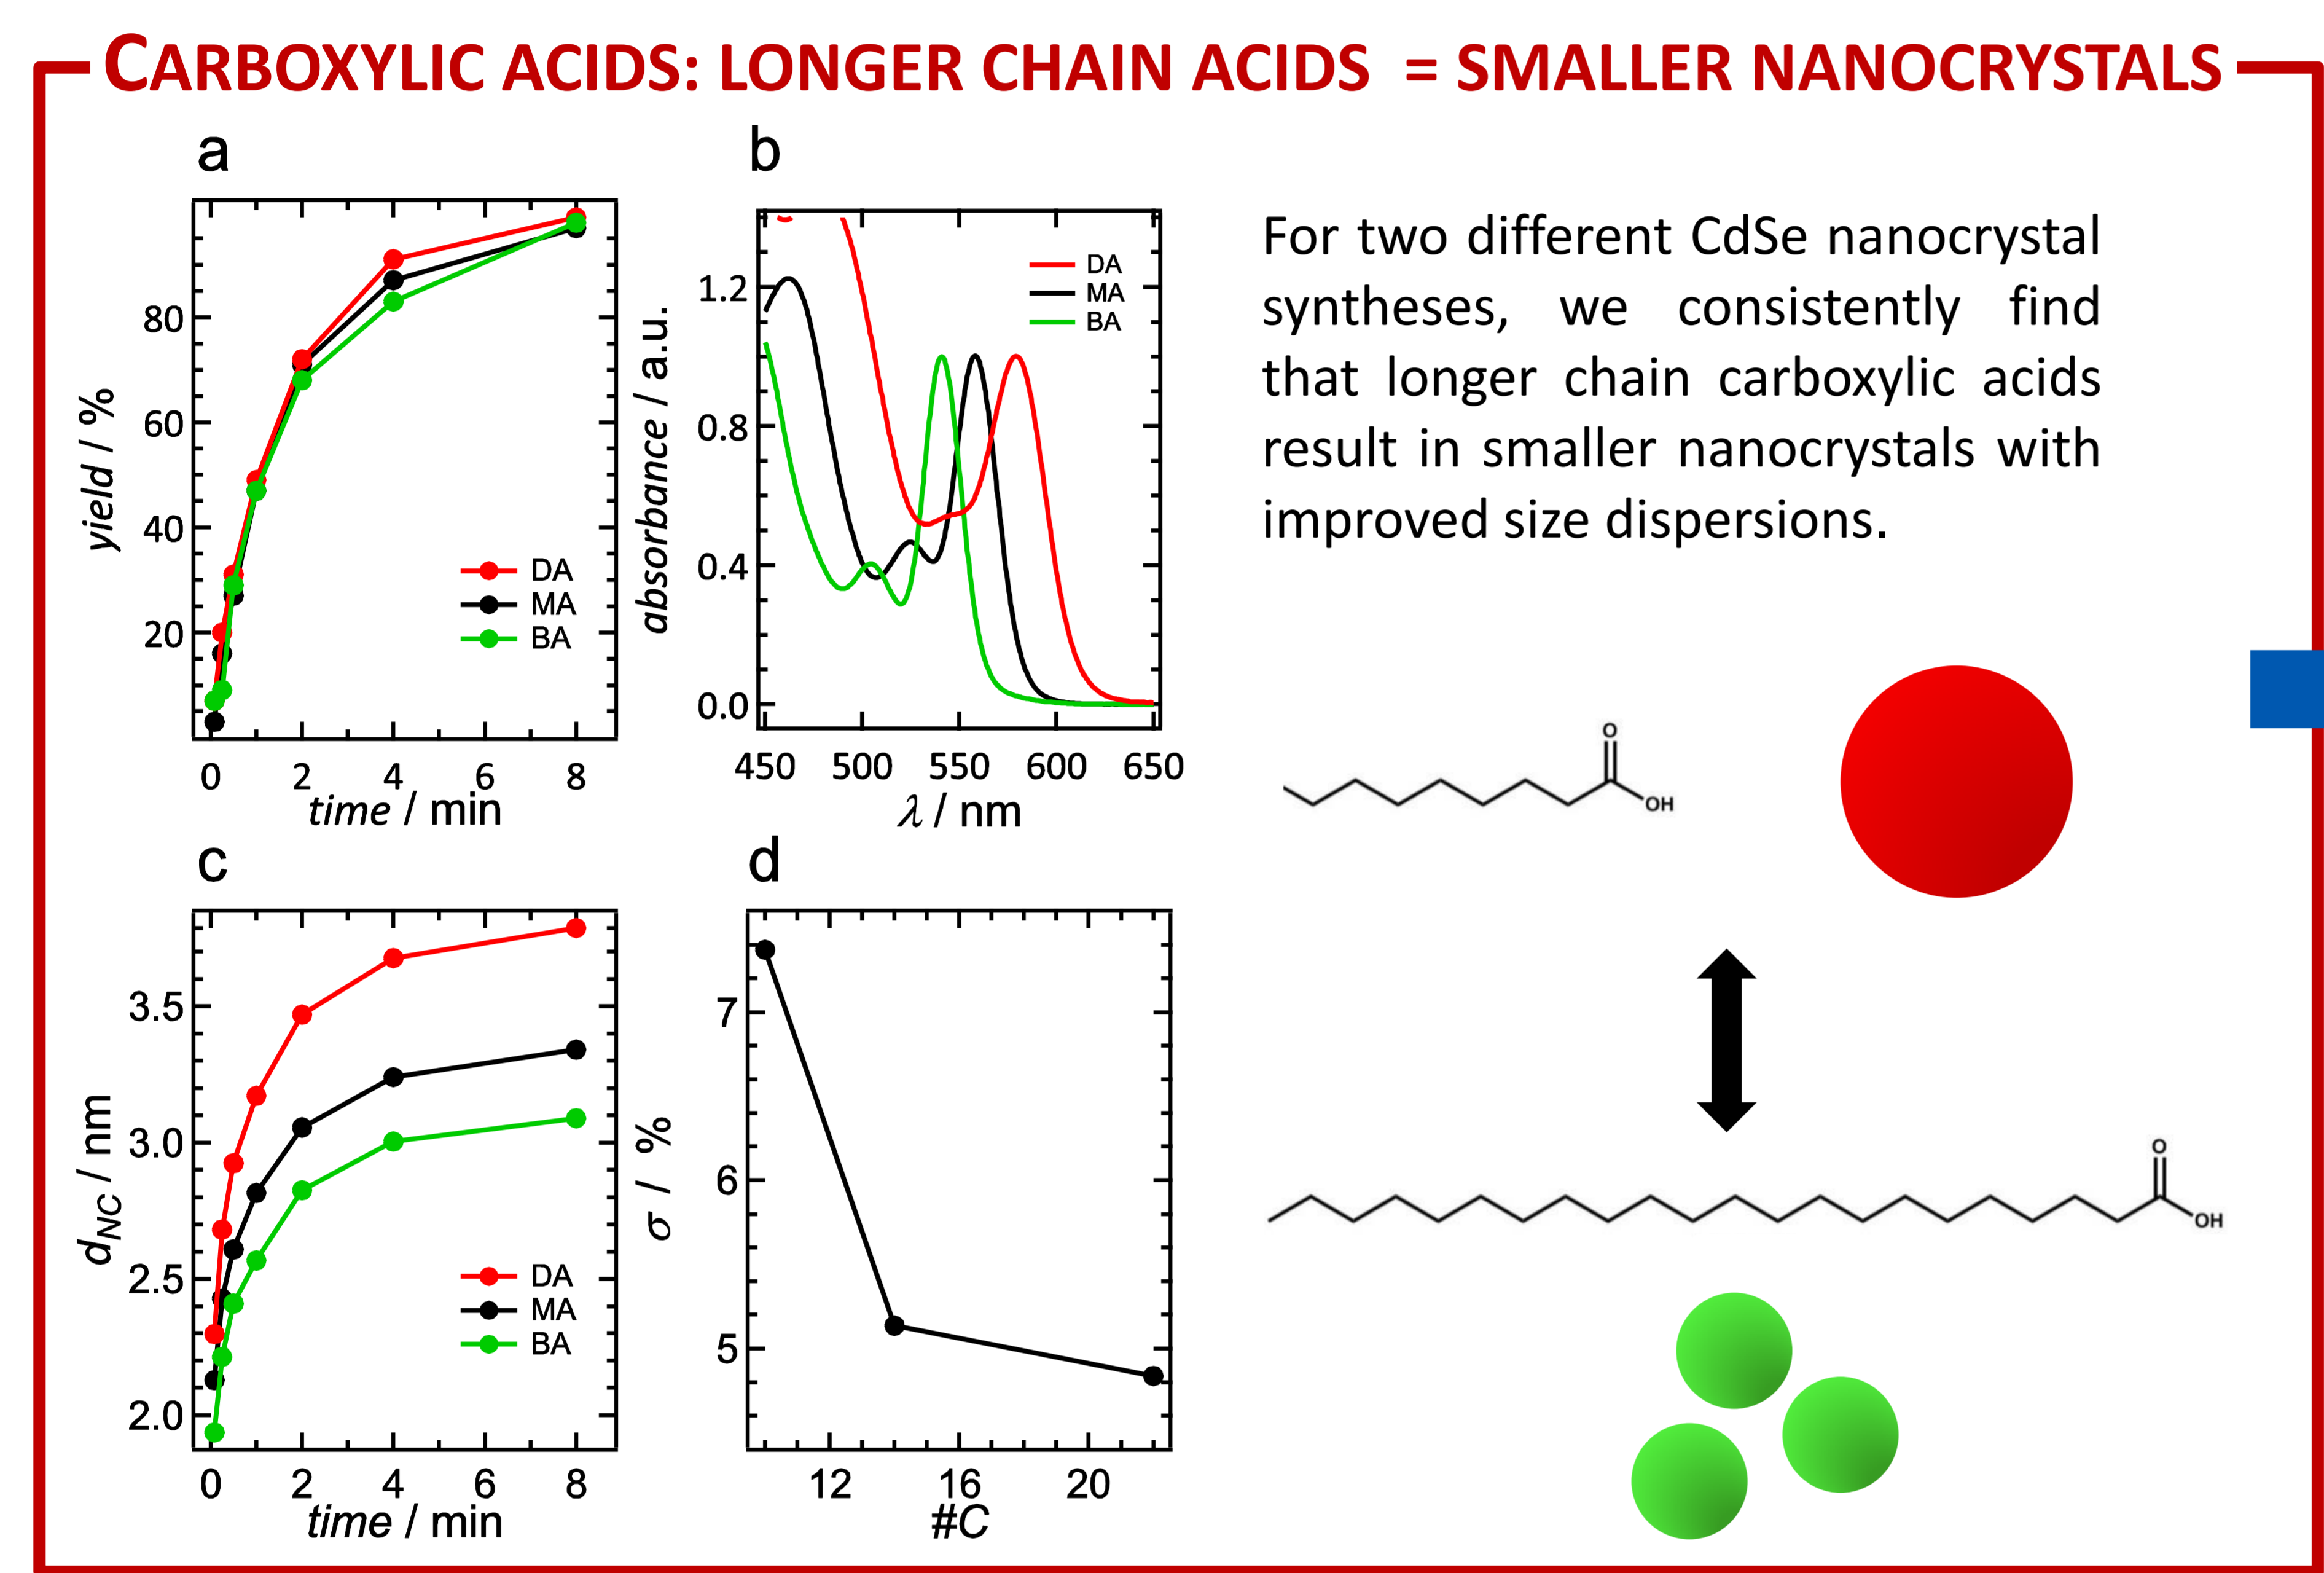 CARBOXYLIC ACIDS: LONGER CHAIN ACIDS = SMALLER NANOCRYSTALS
a
yield / %
80
60
40
20
DA
MA
BA
0 2 4 6 8
time / min
b
absorbance / a.u.
1.2
0.8
0.4
0.0
DA
MA
BA
450 500 550 600 650
λ / nm
For two different CdSe nanocrystal
syntheses, we consistently find
that longer chain carboxylic acids
result in smaller nanocrystals with
improved size dispersions.
O
OH
c
dNC / nm
3.5
3.0
2.5
2.0
DA
MA
BA
0 2 4 6 8
time / min
d
σ / %
7
6
5
12 16 20
#C
O
OH